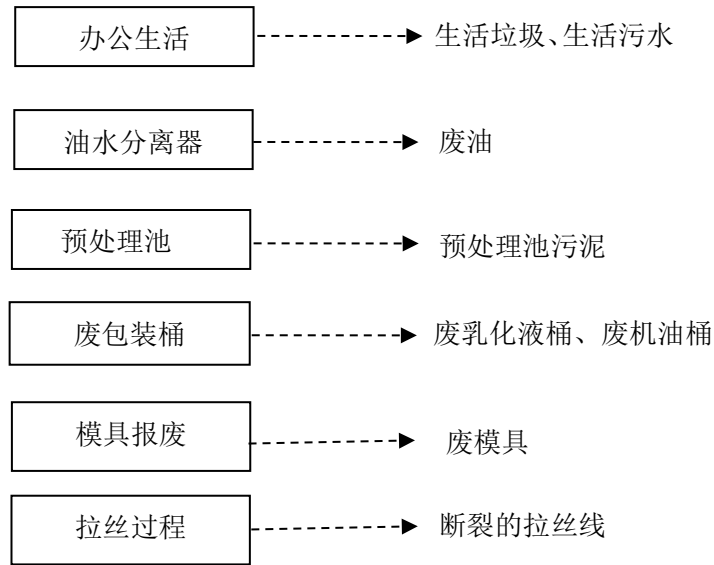 办公生活 生活垃圾、生活污水
油水分离器 废油
预处理池 预处理池污泥
废包装桶 废乳化液桶、废机油桶
模具报废 废模具
拉丝过程 断裂的拉丝线